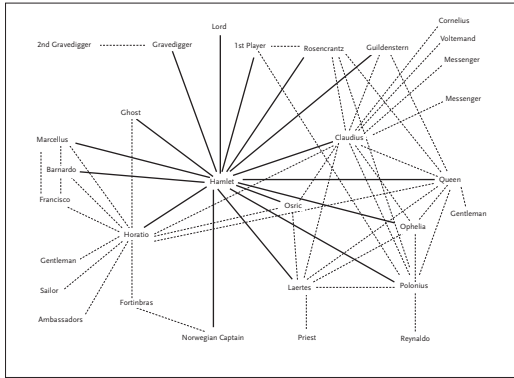 Lord
Cornelius
Voltemand
2nd Gravedigger
Gravedigger
1st Player
Rosencrantz
Guildenstern
Messenger
Messenger
Ghost
Marcellus
Claudius
Barnardo
Hamlet
Queen
Francisco
Osric
Gentleman
Horatio
Ophelia
Gentleman
Sailor
Laertes
Polonius
Fortinbras
Ambassadors
Norwegian Captain
Priest
Reynaldo